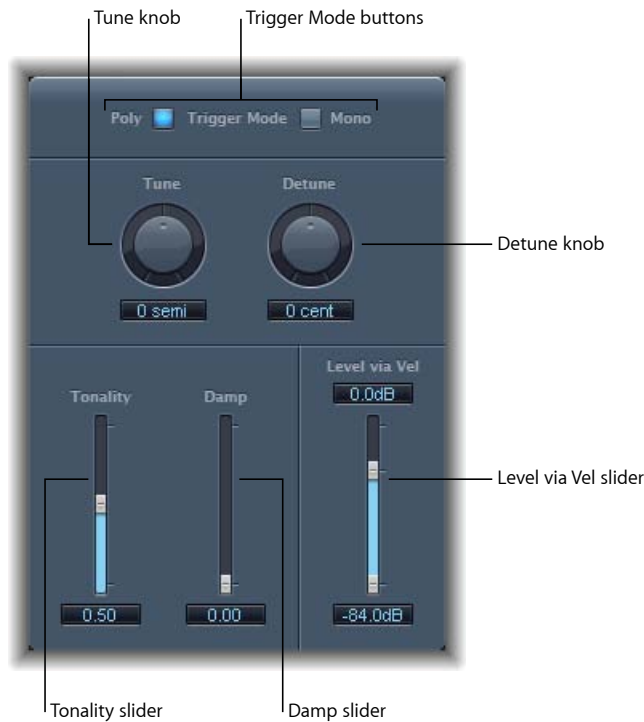 Tune knob
Trigger Mode buttons
Poly Trigger Mode Mono
Tune
Detune
Detune knob
0 semi
0 cent
Level via Vel
0.0dB
Tonality
Damp
Level via Vel slider
0.50
0.00
-84.0dB
Tonality slider
Damp slider